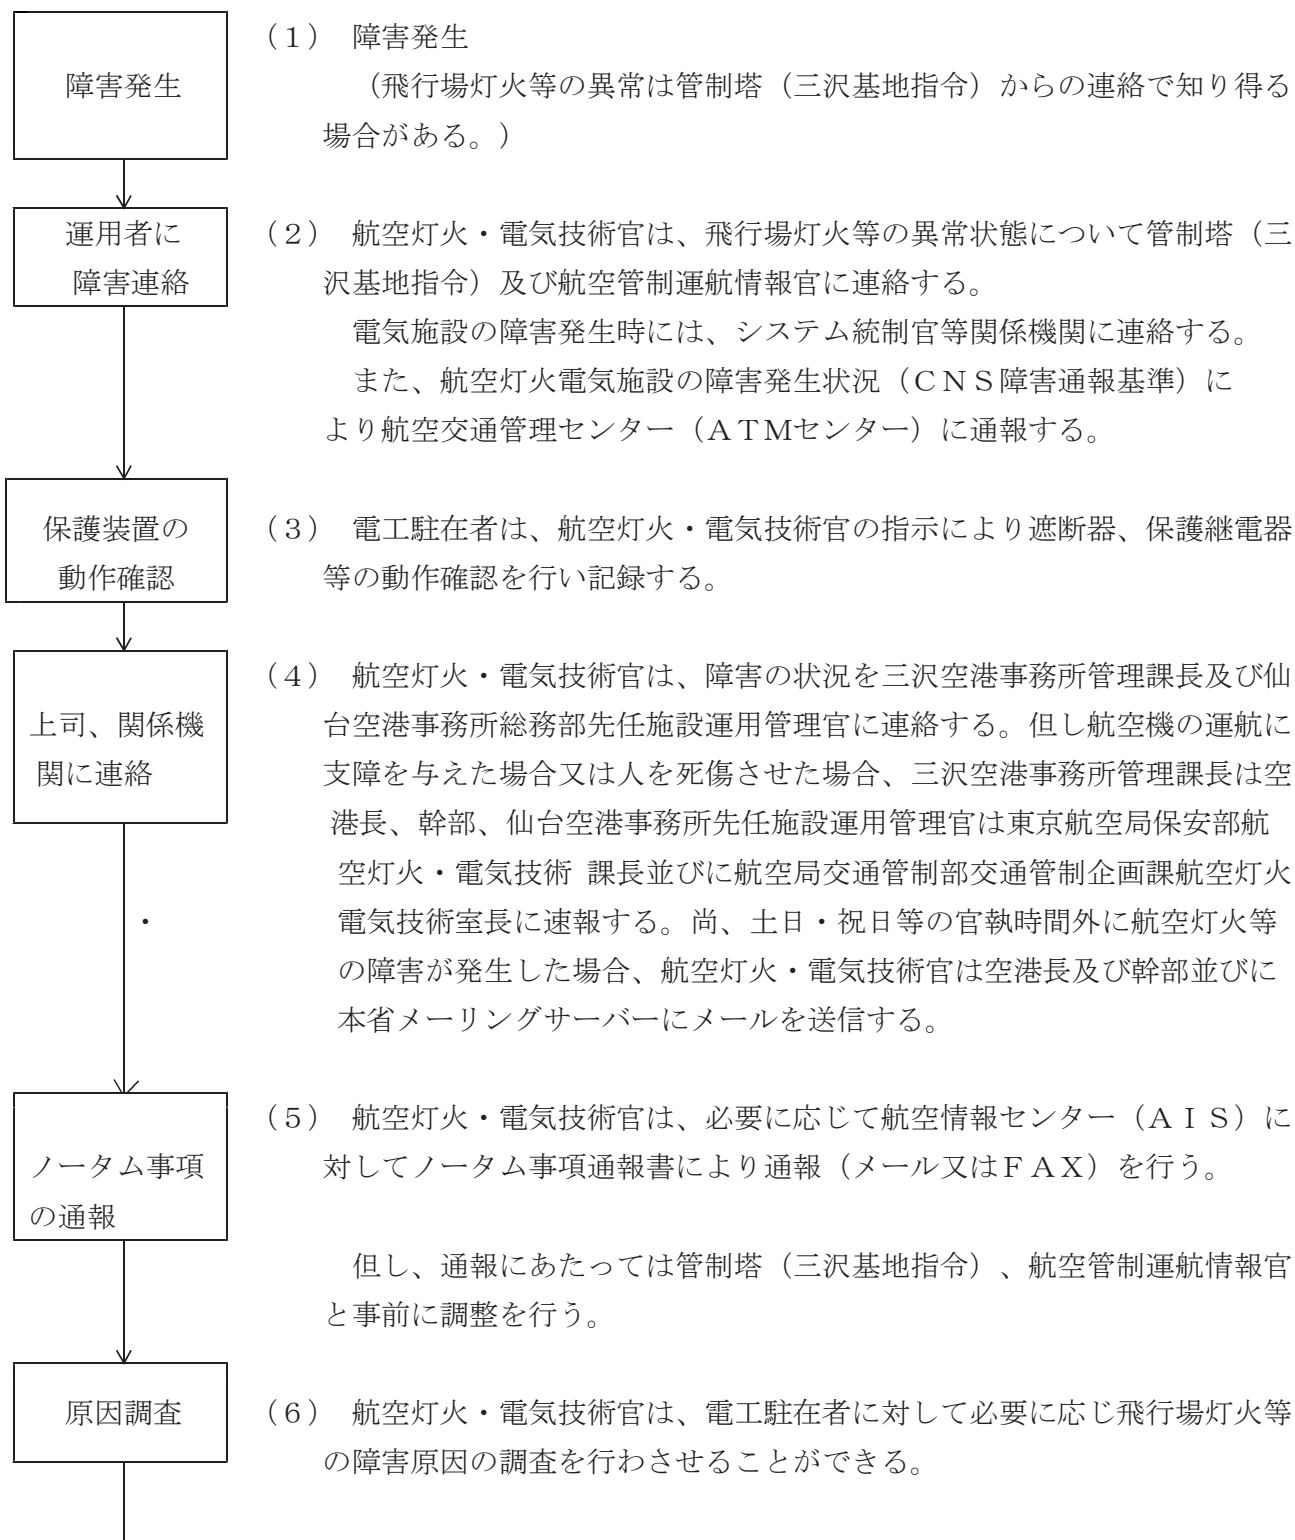 障害発生
（１） 障害発生
（飛行場灯火等の異常は管制塔（三沢基地指令）からの連絡で知り得る
場合がある。）
運用者に
障害連絡
（２） 航空灯火・電気技術官は、飛行場灯火等の異常状態について管制塔（三
沢基地指令）及び航空管制運航情報官に連絡する。
電気施設の障害発生時には、システム統制官等関係機関に連絡する。
また、航空灯火電気施設の障害発生状況（ＣＮＳ障害通報基準）に
より航空交通管理センター（ＡＴＭセンター）に通報する。
保護装置の
動作確認
（３） 電工駐在者は、航空灯火・電気技術官の指示により遮断器、保護継電器
等の動作確認を行い記録する。
上司、関係機
関に連絡
（４） 航空灯火・電気技術官は、障害の状況を三沢空港事務所管理課長及び仙
台空港事務所総務部先任施設運用管理官に連絡する。但し航空機の運航に
支障を与えた場合又は人を死傷させた場合、三沢空港事務所管理課長は空
港長、幹部、仙台空港事務所先任施設運用管理官は東京航空局保安部航
空灯火・電気技術 課長並びに航空局交通管制部交通管制企画課航空灯火
電気技術室長に速報する。尚、土日・祝日等の官執時間外に航空灯火等
の障害が発生した場合、航空灯火・電気技術官は空港長及び幹部並びに
本省メーリングサーバーにメールを送信する。
・
ノータム事項
の通報
（５） 航空灯火・電気技術官は、必要に応じて航空情報センター（ＡＩＳ）に
対してノータム事項通報書により通報（メール又はＦＡＸ）を行う。
但し、通報にあたっては管制塔（三沢基地指令）、航空管制運航情報官
と事前に調整を行う。
原因調査
（６） 航空灯火・電気技術官は、電工駐在者に対して必要に応じ飛行場灯火等
の障害原因の調査を行わさせることができる。